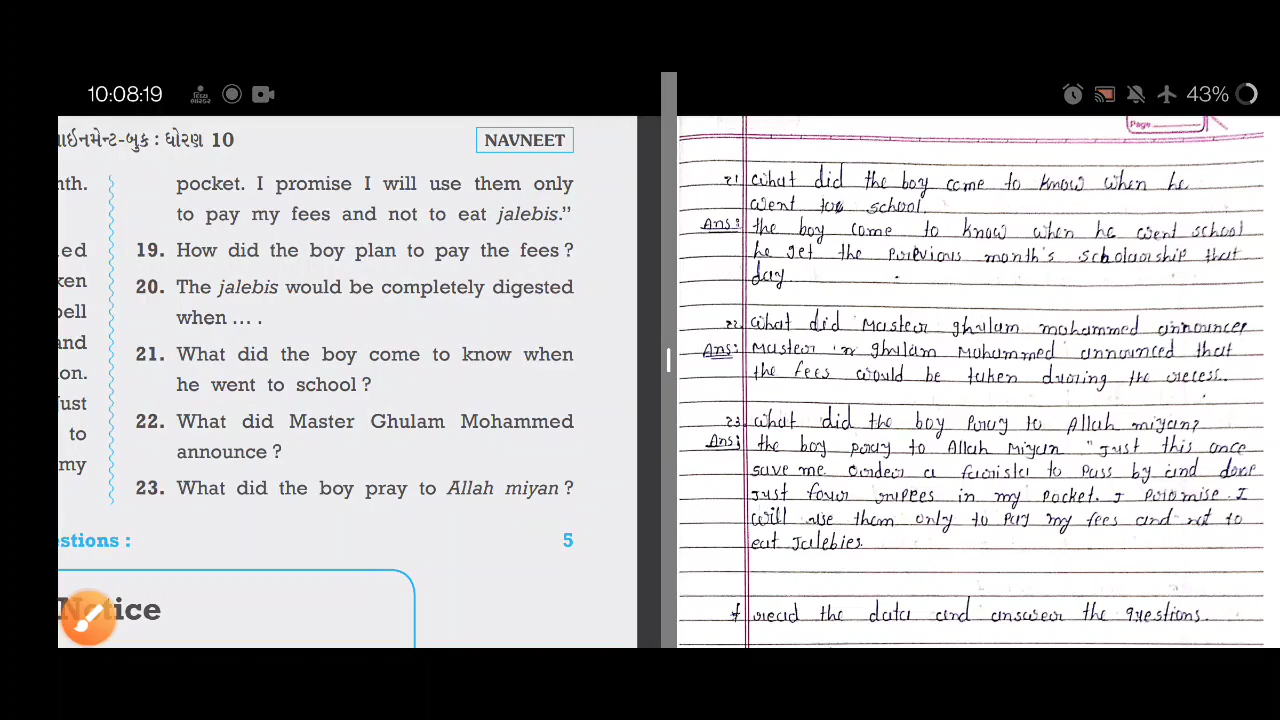 10:08:19
43%
ાઇનમેન્ટ-બુક : ધોરણ 10
NAVNEET
nth.
ed
ken
pell
and
ion.
Just
to
my
pocket. I promise I will use them only
to pay my fees and not to eat jalebis.”
19. How did the boy plan to pay the fees ?
20. The jalebis would be completely digested
when ... .
21. What did the boy come to know when
he went to school ?
22. What did Master Ghulam Mohammed
announce ?
23. What did the boy pray to Allah miyan ?
estions :
5
Notice
Page
21 What did the boy come to know when he
went to school
Ans: the boy come to know when he went school
he get the previous month's scholarship that
day
22. What did Master ghulam mohammed announce
Ans: Master ghulam Mohammed announced that
the fees would be taken during the recess.
23. What did the boy pray to Allah miyan?
Ans: the boy pray to Allah Miyan "Just this once
save me order a farista to Pass by and
Just four rupees in my Pocket. I Promise. I
will use them only to Pay my fees and not to
eat Jalebies.
read the data and answer the questions.